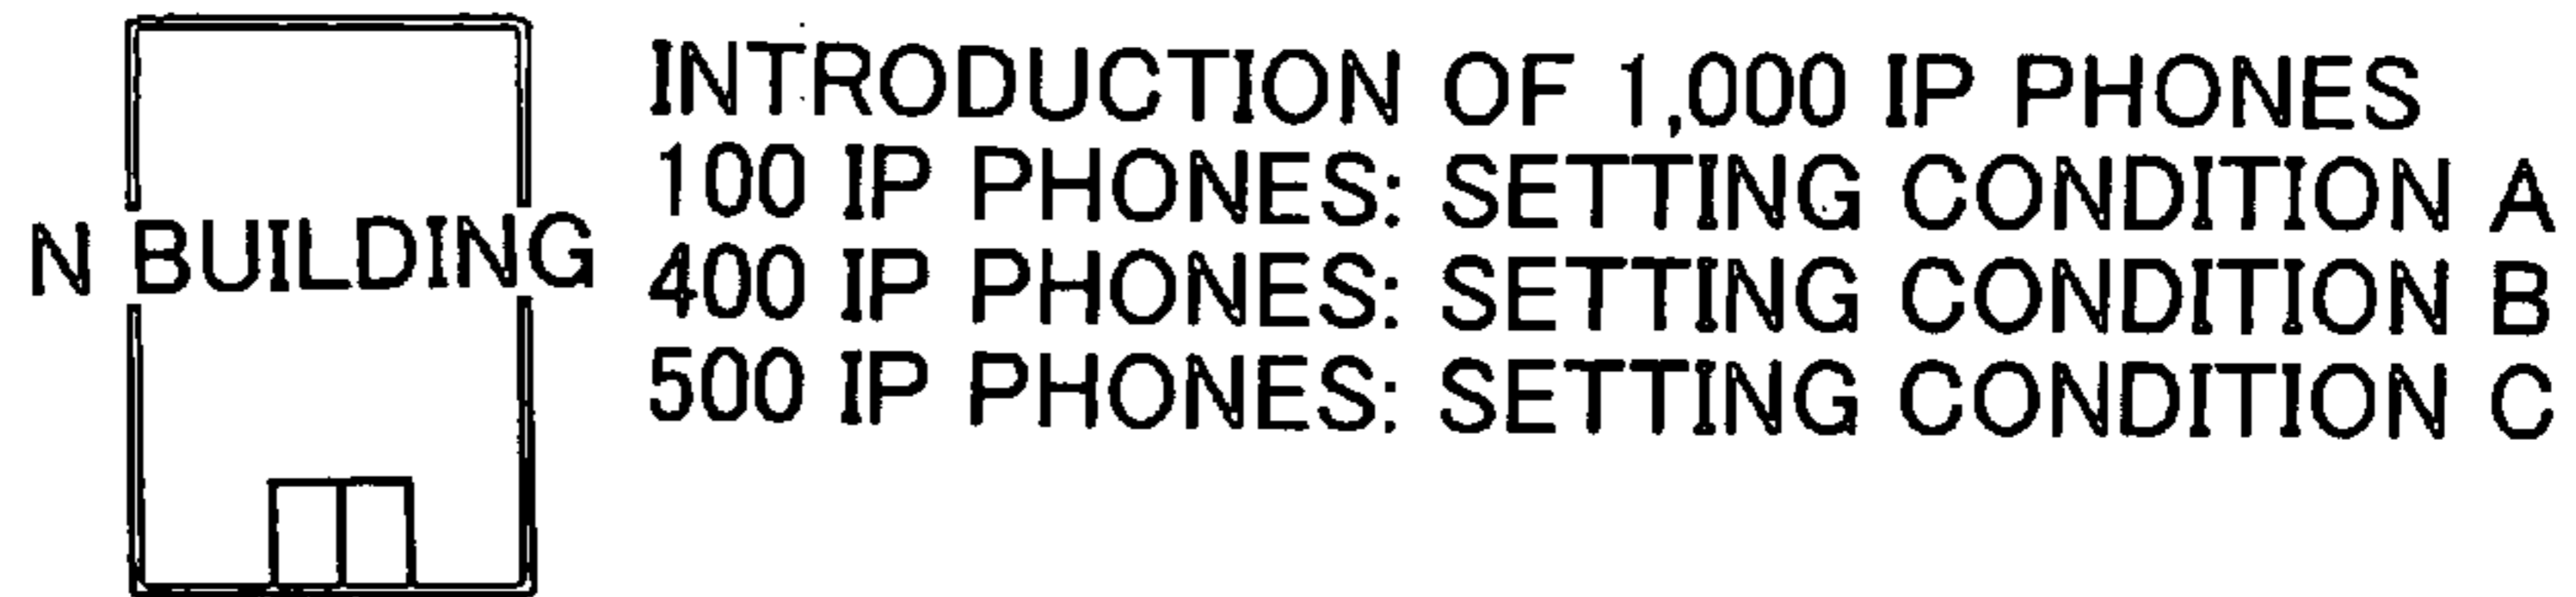 N BUILDING
INTRODUCTION OF 1,000 IP PHONES
100 IP PHONES: SETTING CONDITION A
400 IP PHONES: SETTING CONDITION B
500 IP PHONES: SETTING CONDITION C